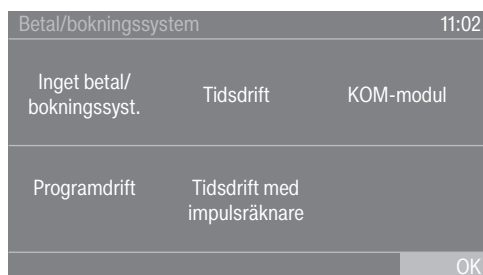 Betal/bokningssystem 11:02
Inget betal/
bokningssyst.
Tidsdrift
KOM-modul
Programdrift
Tidsdrift med
impulsräknare
OK